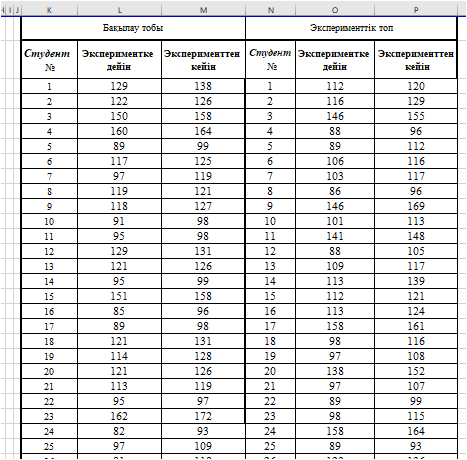 H I J K L M N O P
Бақылау тобы Эксперименттік топ
Студент № Экспериментке дейін Эксперименттен кейін Студент № Экспериментке дейін Эксперименттен кейін
1 129 138 1 112 120
2 122 126 2 116 129
3 150 158 3 146 155
4 160 164 4 88 96
5 89 99 5 89 112
6 117 125 6 106 116
7 97 119 7 103 117
8 119 121 8 86 96
9 118 127 9 146 169
10 91 98 10 101 113
11 95 98 11 141 148
12 129 131 12 88 105
13 121 126 13 109 117
14 95 99 14 113 139
15 151 158 15 112 121
16 85 96 16 113 124
17 89 98 17 158 161
18 121 131 18 98 116
19 114 128 19 97 108
20 121 126 20 138 152
21 113 119 21 97 107
22 95 97 22 89 99
23 162 172 23 98 115
24 82 93 24 158 164
25 97 109 25 89 93